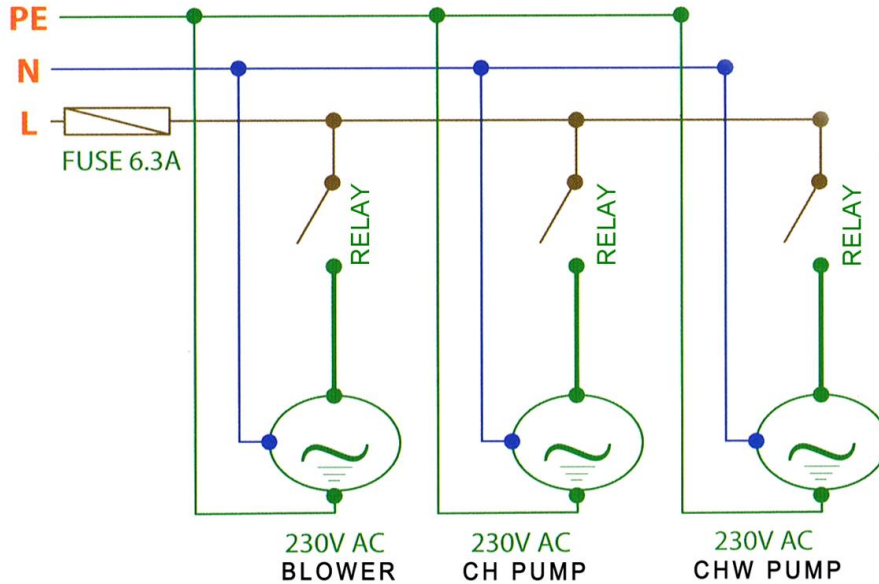 PE
N
L
FUSE 6.3A
RELAY
RELAY
RELAY
230V AC
BLOWER
230V AC
CH PUMP
230V AC
CHW PUMP